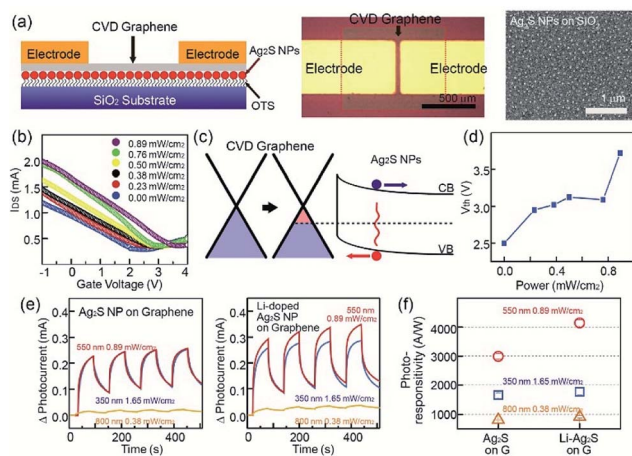 (a)
CVD Graphene
Electrode
Electrode
Ag₂S NPs
SiO₂ Substrate
OTS
CVD Graphene
Electrode
Electrode
500 μm
Ag₂S NPs on SiO₂
1 μm
(b)
2.0
1.5
1.0
0.5
IDS (mA)
0.89 mW/cm₂
0.76 mW/cm₂
0.50 mW/cm₂
0.38 mW/cm₂
0.23 mW/cm₂
0.00 mW/cm₂
-1 0 1 2 3 4
Gate Voltage (V)
(c)
CVD Graphene
Ag₂S NPs
CB
VB
(d)
4.0
3.5
3.0
2.5
Vth (V)
0.0 0.4 0.8
Power (mW/cm₂)
(e)
Ag₂S NP on Graphene
0.4
0.3
0.2
0.1
0.0
Δ Photocurrent (mA)
550 nm 0.89 mW/cm₂
350 nm 1.65 mW/cm₂
800 nm 0.38 mW/cm₂
0 200 400
Time (s)
Li-doped
Ag₂S NP
on Graphene
550 nm
0.89 mW/cm₂
0.4
0.3
0.2
0.1
0.0
Δ Photocurrent (mA)
350 nm 1.65 mW/cm₂
800 nm 0.38 mW/cm₂
0 200 400
Time (s)
(f)
550 nm 0.89 mW/cm₂
4000
3000
2000
1000
Photo-
responsitivity (A/W)
350 nm 1.65 mW/cm₂
800 nm 0.38 mW/cm₂
Ag₂S
on G
Li-Ag₂S
on G